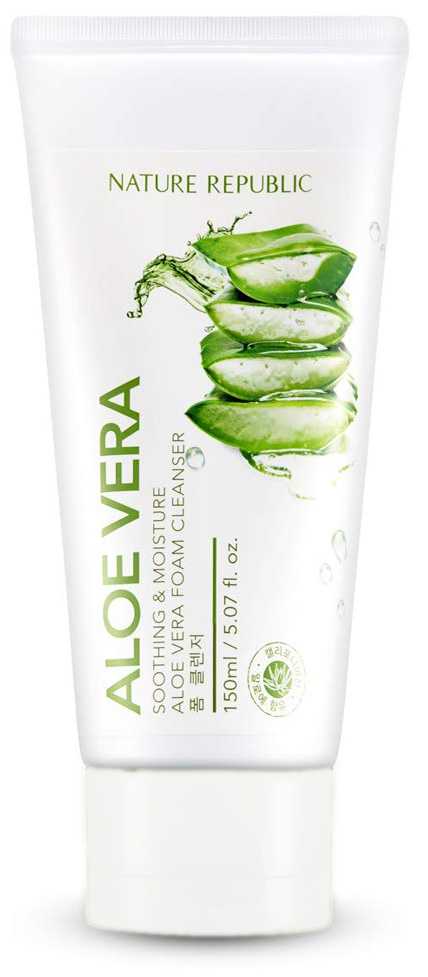 NATURE REPUBLIC
ALOE VERA
SOOTHING & MOISTURE
ALOE VERA FOAM CLEANSER
폼 클렌저
150ml / 5.07 fl. oz.